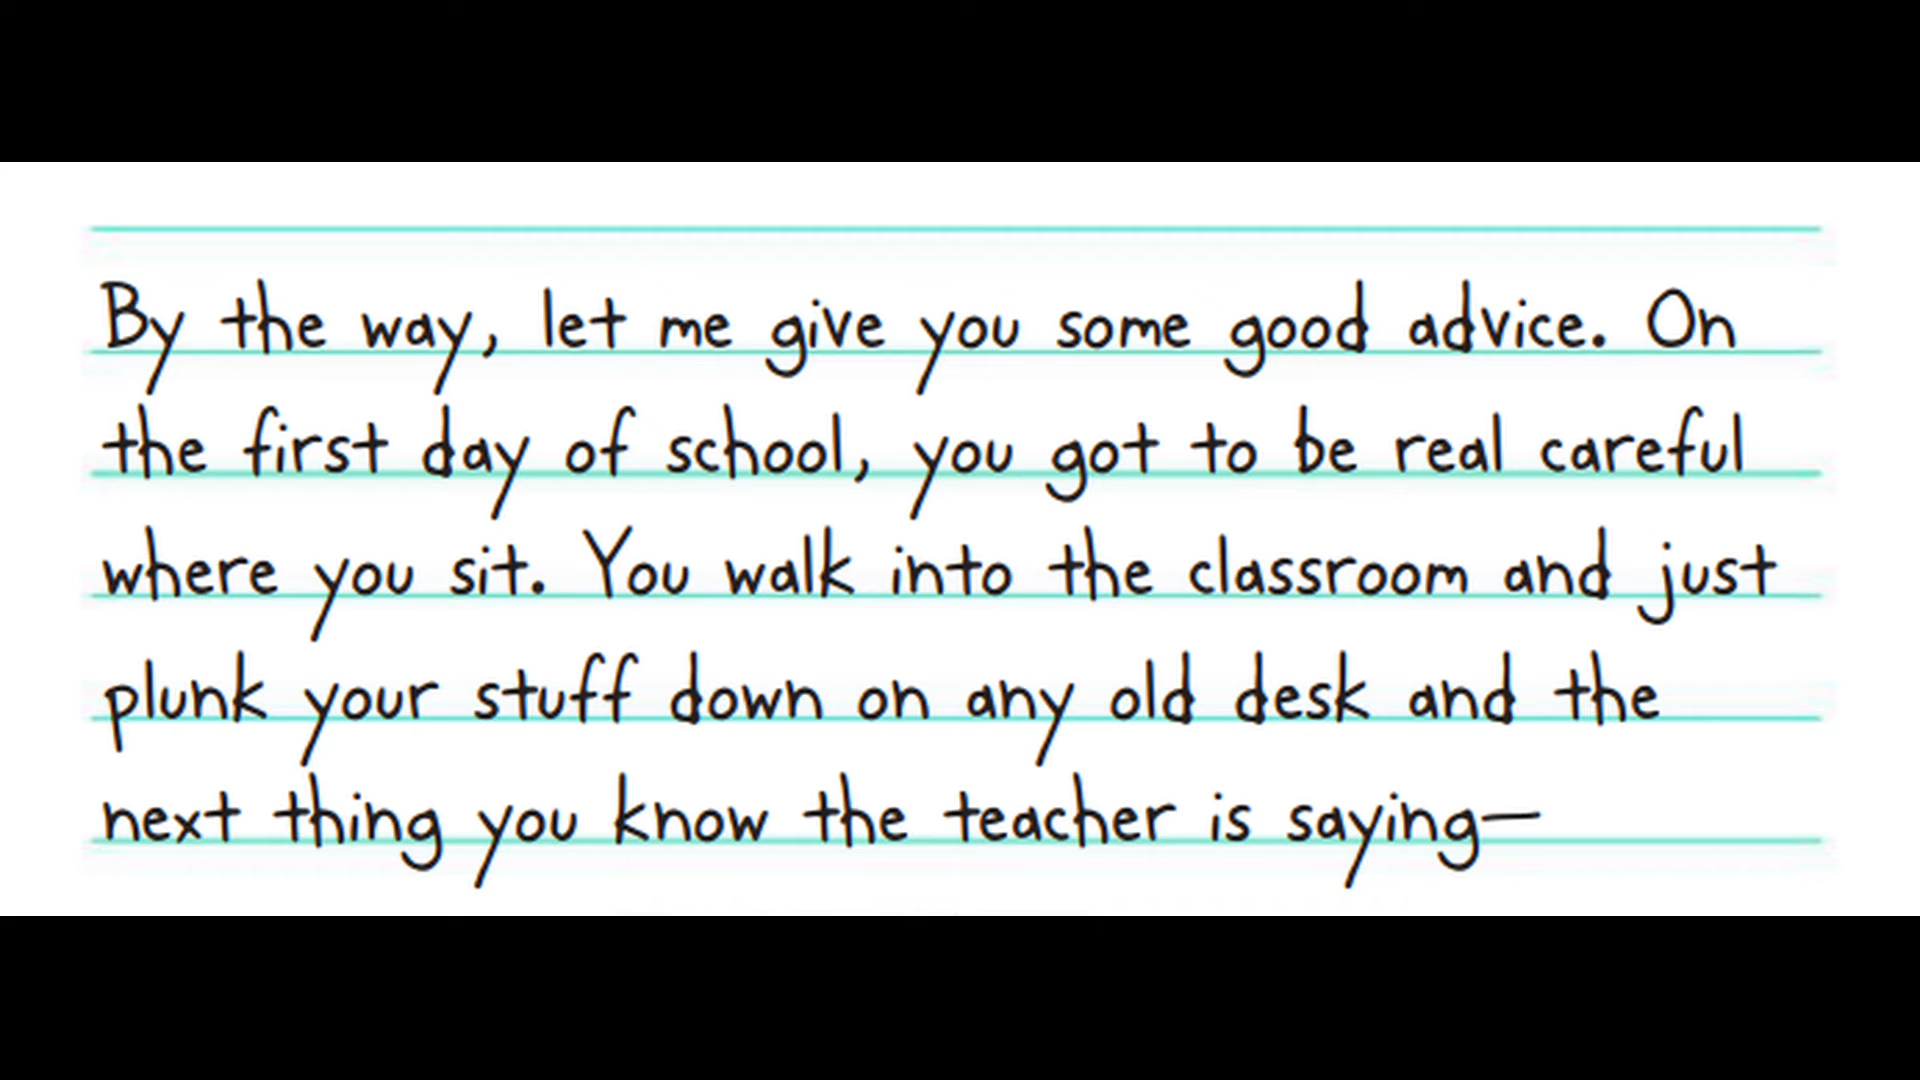 By the way, let me give you some good advice. On
the first day of school, you got to be real careful
where you sit. You walk into the classroom and just
plunk your stuff down on any old desk and the
next thing you know the teacher is saying—